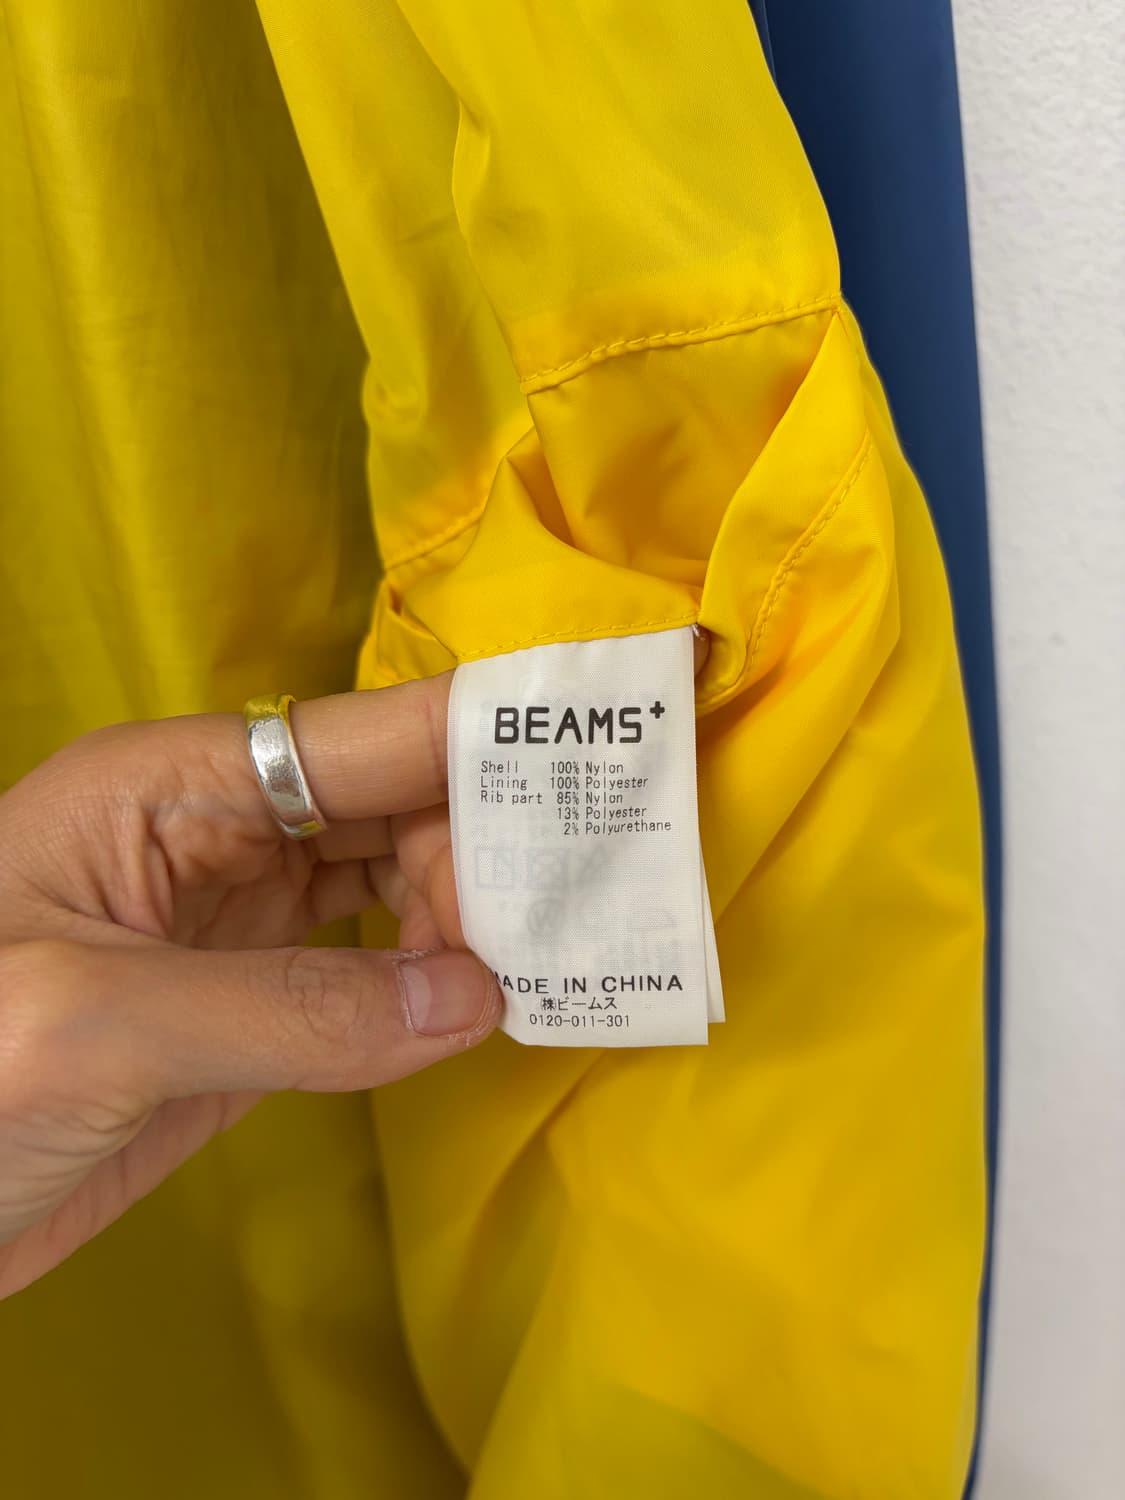 BEAMS+
Shell 100% Nylon
Lining 100% Polyester
Rib part 85% Nylon
13% Polyester
2% Polyurethane
MADE IN CHINA
㈱ビームス
0120-011-301